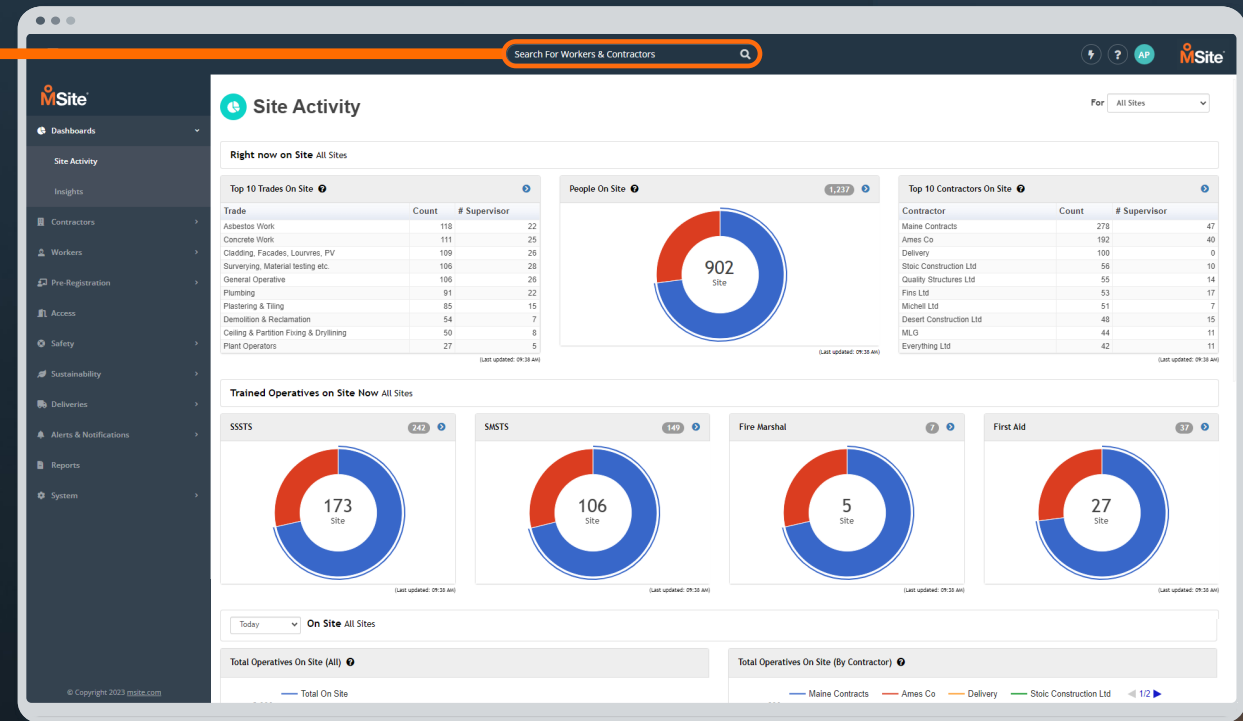 Search For Workers & Contractors
AP
MSite
MSite
Dashboards
Site Activity
Insights
Contractors
Workers
Pre-Registration
Access
Safety
Sustainability
Deliveries
Alerts & Notifications
Reports
System
© Copyright 2023 msite.com
Site Activity
For All Sites
Right now on Site All Sites
Top 10 Trades On Site
Trade Count # Supervisor
Asbestos Work 118 22
Concrete Work 111 25
Cladding, Facades, Lourvres, PV 109 26
Surverying, Material testing etc. 106 28
General Operative 106 26
Plumbing 91 22
Plastering & Tiling 85 15
Demolition & Reclamation 54 7
Ceiling & Partition Fixing & Drylining 50 8
Plant Operators 27 5
(Last updated: 09:38 AM)
People On Site 1,237
902
Site
(Last updated: 09:38 AM)
Top 10 Contractors On Site
Contractor Count # Supervisor
Maine Contracts 278 47
Ames Co 192 40
Delivery 100 0
Stoic Construction Ltd 56 10
Quality Structures Ltd 55 14
Fins Ltd 53 17
Michell Ltd 51 7
Desert Construction Ltd 48 15
MLG 44 11
Everything Ltd 42 11
(Last updated: 09:38 AM)
Trained Operatives on Site Now All Sites
SSSTS 242
173
Site
(Last updated: 09:38 AM)
SMSTS 149
106
Site
(Last updated: 09:38 AM)
Fire Marshal 7
5
Site
(Last updated: 09:38 AM)
First Aid 37
27
Site
(Last updated: 09:38 AM)
Today On Site All Sites
Total Operatives On Site (All)
Total On Site
Total Operatives On Site (By Contractor)
Maine Contracts Ames Co Delivery Stoic Construction Ltd 1/2